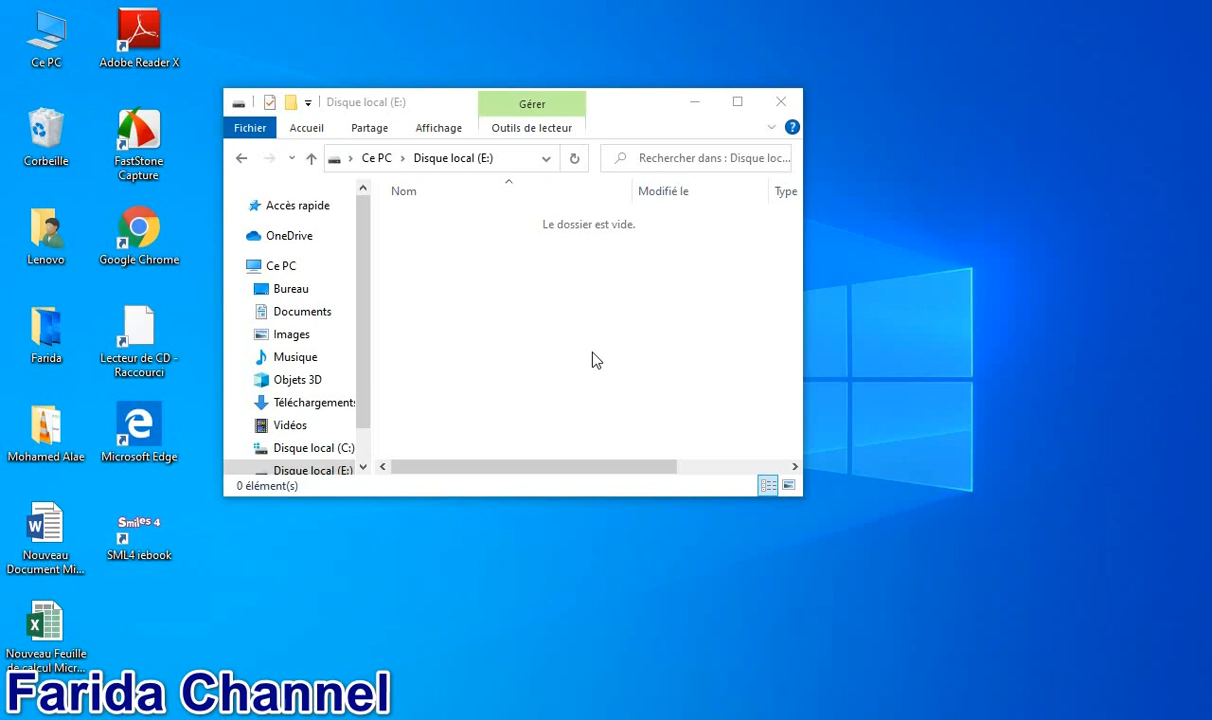 Ce PC
Adobe Reader X
Corbeille
FastStone
Capture
Lenovo
Google Chrome
Farida
Lecteur de CD -
Raccourci
Mohamed Alae
Microsoft Edge
Nouveau
Document Mi...
Smiles 4
SML4 iebook
Nouveau Feuille
de calcul Micr...
Disque local (E:)
Gérer
Fichier
Accueil
Partage
Affichage
Outils de lecteur
Ce PC
Disque local (E:)
Rechercher dans : Disque loc...
Nom
Modifié le
Type
Le dossier est vide.
Accès rapide
OneDrive
Ce PC
Bureau
Documents
Images
Musique
Objets 3D
Téléchargements
Vidéos
Disque local (C:)
Disque local (E:)
0 élément(s)
Farida Channel